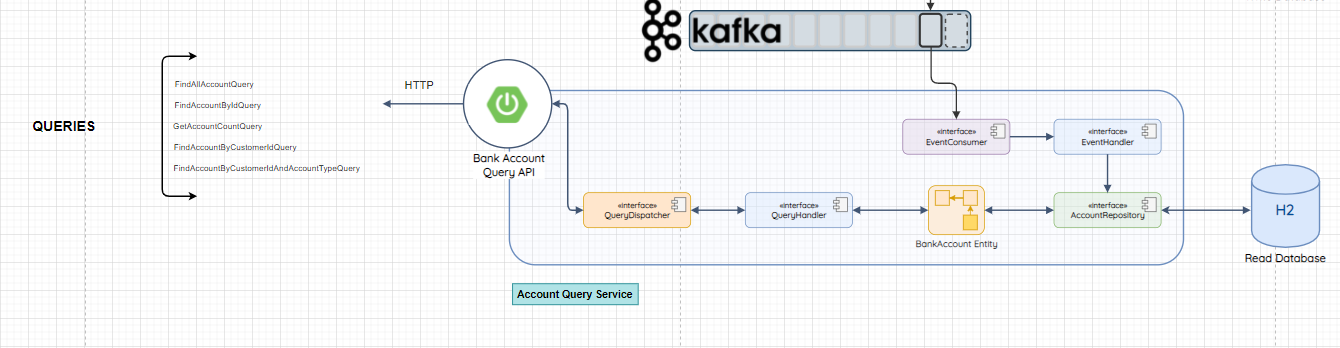 kafka
HTTP
FindAllAccountQuery
FindAccountByIdQuery
QUERIES
GetAccountCountQuery
FindAccountByCustomerIdQuery
FindAccountByCustomerIdAndAccountTypeQuery
Bank Account
Query API
«interface»
EventConsumer
«interface»
EventHandler
«interface»
QueryDispatcher
«interface»
QueryHandler
BankAccount Entity
«interface»
AccountRepository
H2
Read Database
Account Query Service